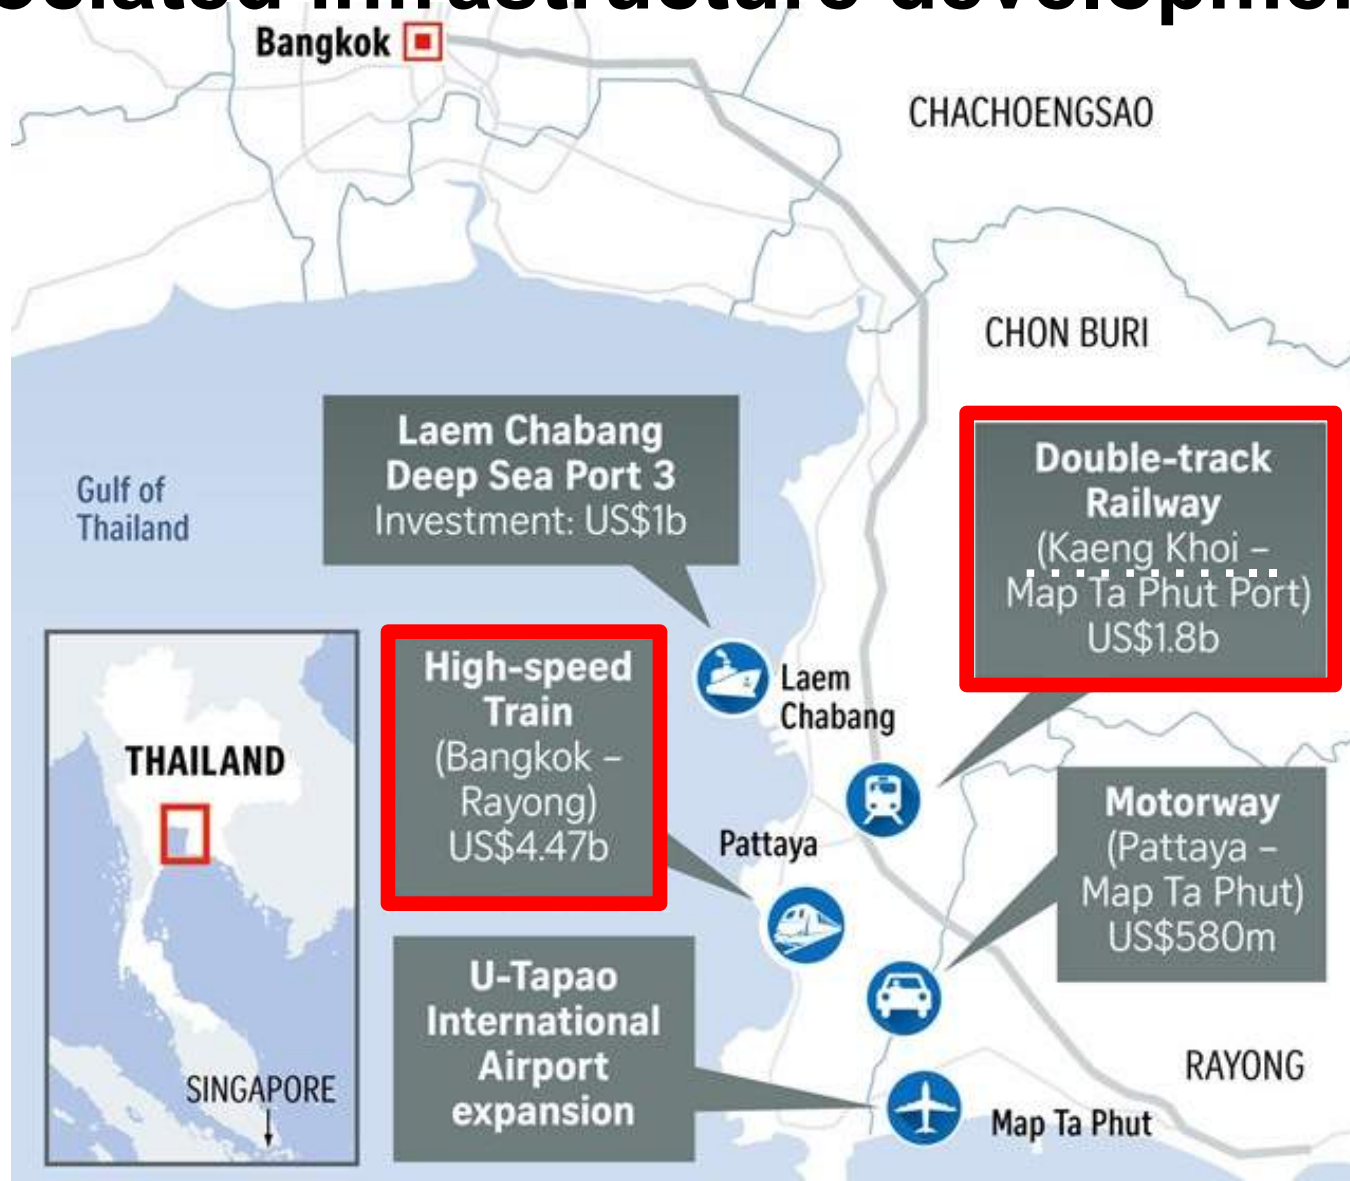 infrastructure
Bangkok
CHACHOENGSAO
CHON BURI
Laem Chabang
Deep Sea Port 3
Investment: US$1b
Gulf of
Thailand
Double-track
Railway
(Kaeng Khoi –
Map Ta Phut Port)
US$1.8b
High-speed
Train
(Bangkok –
Rayong)
US$4.47b
Laem
Chabang
THAILAND
Motorway
(Pattaya –
Map Ta Phut)
US$580m
Pattaya
U-Tapao
International
Airport
expansion
RAYONG
SINGAPORE
Map Ta Phut